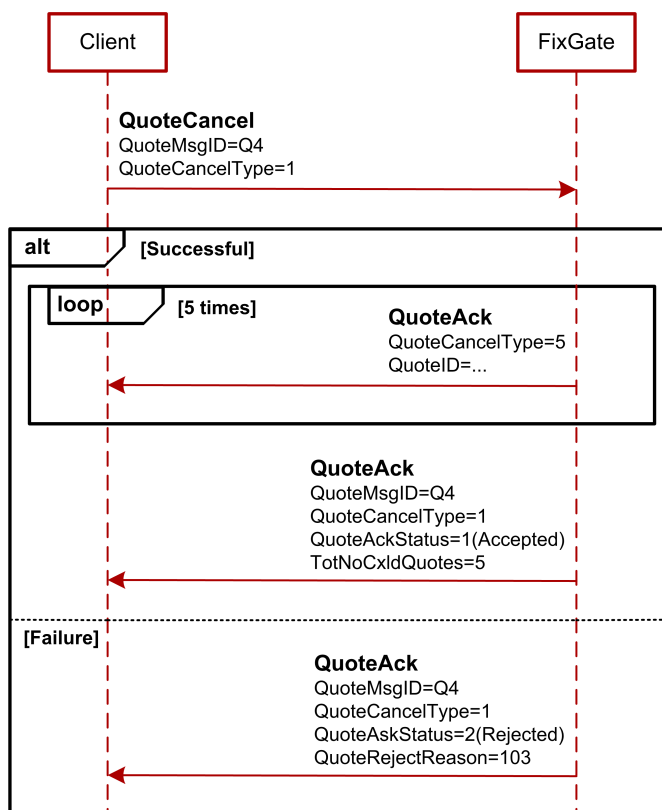 Client
FixGate
QuoteCancel
QuoteMsgID=Q4
QuoteCancelType=1
alt
[Successful]
loop
[5 times]
QuoteAck
QuoteCancelType=5
QuoteID=...
QuoteAck
QuoteMsgID=Q4
QuoteCancelType=1
QuoteAckStatus=1(Accepted)
TotNoCxldQuotes=5
[Failure]
QuoteAck
QuoteMsgID=Q4
QuoteCancelType=1
QuoteAskStatus=2(Rejected)
QuoteRejectReason=103